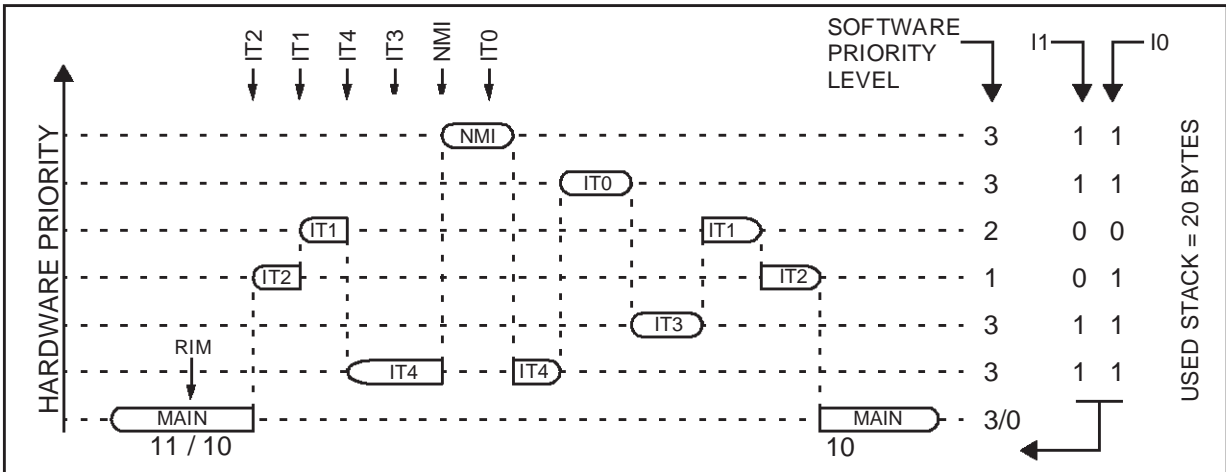 IT2
IT1
IT4
IT3
NMI
IT0
SOFTWARE
PRIORITY
LEVEL
I1
I0
HARDWARE PRIORITY
NMI
3
1 1
IT0
3
1 1
IT1
IT1
2
0 0
IT2
IT2
1
0 1
IT3
3
1 1
RIM
IT4
IT4
3
1 1
MAIN
MAIN
3/0
11 / 10
10
USED STACK = 20 BYTES